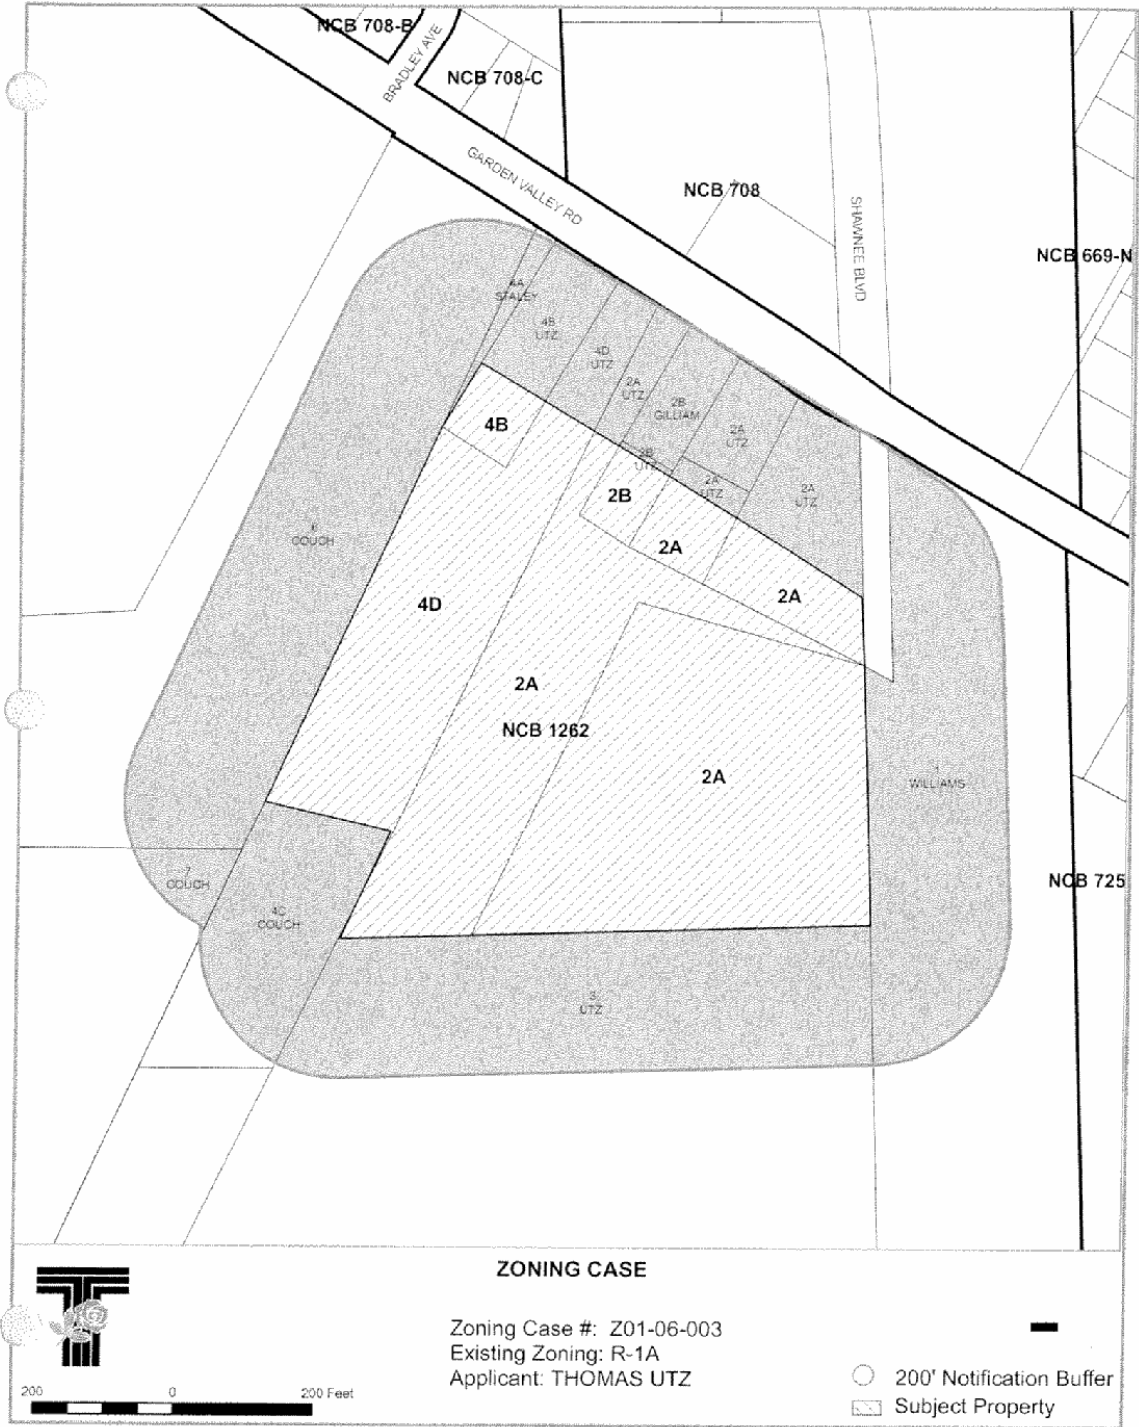 NCB 708-B
BRADLEY AVE
NCB 708-C
GARDEN VALLEY RD
NCB 708
SHAWNEE BLVD
NCB 669-N
4A
STALEY
4B
UTZ
4D
UTZ
2A
UTZ
2B
GILLIAM
2A
UTZ
2B
UTZ
2A
UTZ
2A
UTZ
4B
2B
2A
2A
6
COUCH
4D
2A
NCB 1262
2A
1
WILLIAMS
7
COUCH
4C
COUCH
NCB 725
3
UTZ
ZONING CASE
Zoning Case #: Z01-06-003
Existing Zoning: R-1A
Applicant: THOMAS UTZ
200 0 200 Feet
200' Notification Buffer
Subject Property